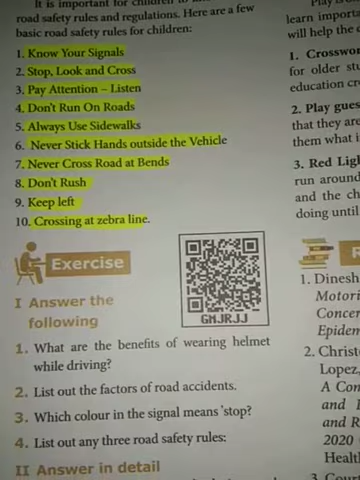 It is important for children to
road safety rules and regulations. Here are a few
basic road safety rules for children:
1. Know Your Signals
2. Stop, Look and Cross
3. Pay Attention – Listen
4. Don't Run On Roads
5. Always Use Sidewalks
6. Never Stick Hands outside the Vehicle
7. Never Cross Road at Bends
8. Don't Rush
9. Keep left
10. Crossing at zebra line.
Exercise
GMJRJJ
I Answer the
following
1. What are the benefits of wearing helmet
while driving?
2. List out the factors of road accidents.
3. Which colour in the signal means 'stop?
4. List out any three road safety rules:
II Answer in detail
learn importa
will help the
1. Crosswor
for older stu
education cr
2. Play gues
that they are
them what i
3. Red Lig
run around
and the ch
doing until
R
1. Dinesh
Motori
Concer
Epidem
2. Christ
Lopez,
A Con
and I
and R
2020
Healt